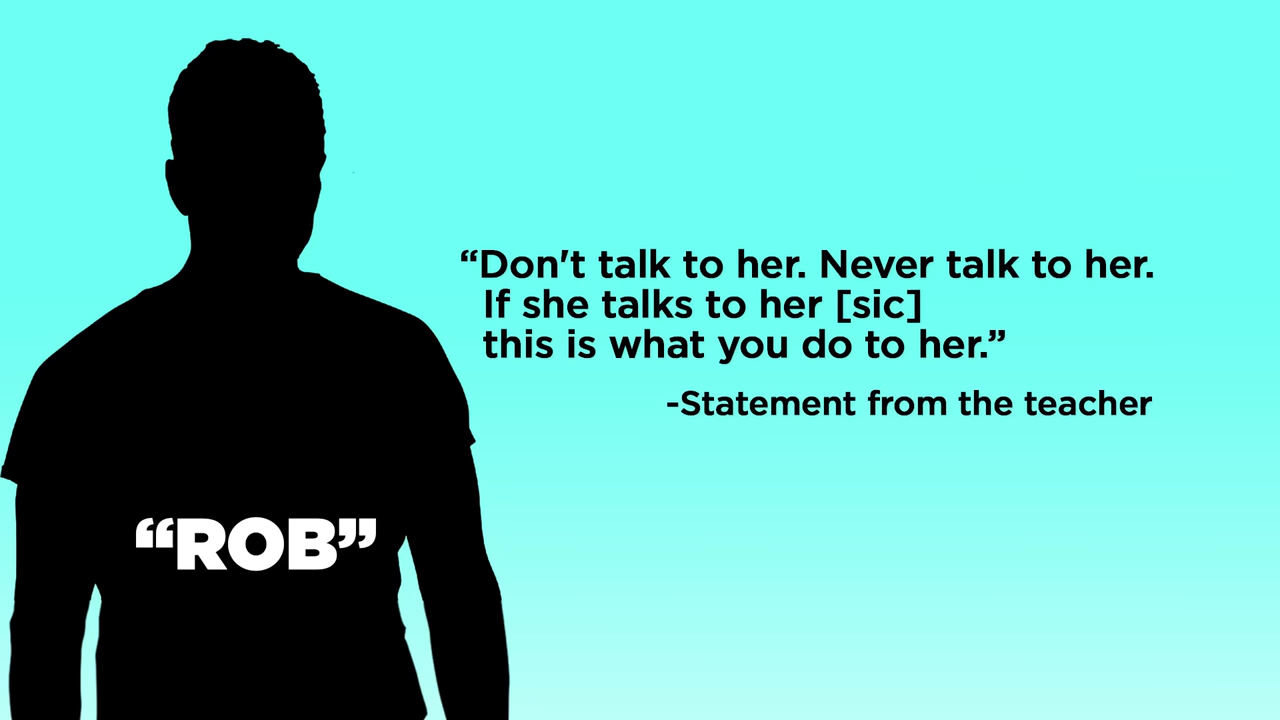 “Don't talk to her. Never talk to her.
If she talks to her [sic]
this is what you do to her.”
-Statement from the teacher
“ROB”